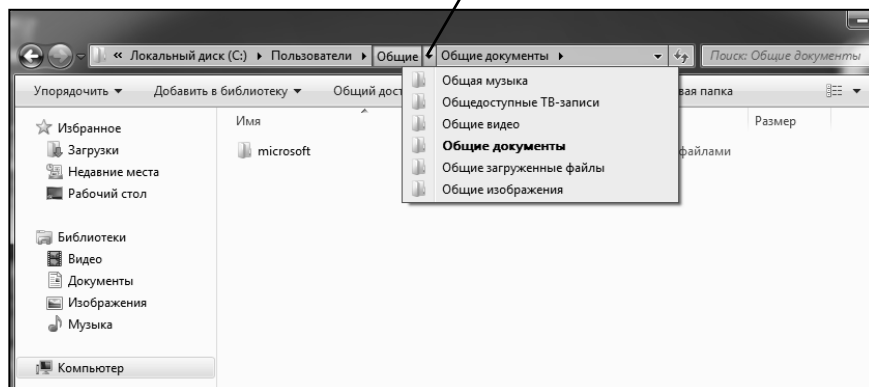 « Локальный диск (C:) Пользователи Общие Общие документы Поиск: Общие документы
Упорядочить Добавить в библиотеку Общий папка
Общая музыка
Общедоступные ТВ-записи
Общие видео
Общие документы
Общие загруженные файлы
Общие изображения
Имя Размер
microsoft файлами
Избранное
Загрузки
Недавние места
Рабочий стол
Библиотеки
Видео
Документы
Изображения
Музыка
Компьютер